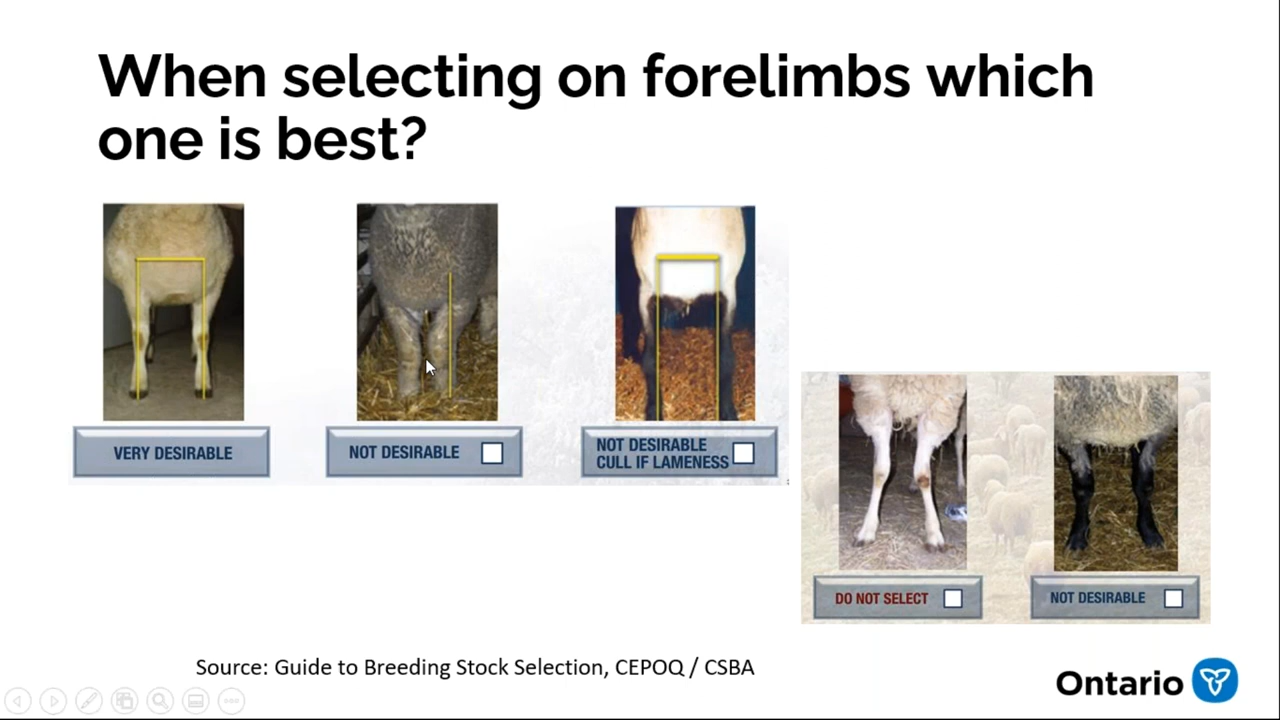 When selecting on forelimbs which
one is best?
VERY DESIRABLE
NOT DESIRABLE
NOT DESIRABLE
CULL IF LAMENESS
DO NOT SELECT
NOT DESIRABLE
Source: Guide to Breeding Stock Selection, CEPOQ / CSBA
Ontario